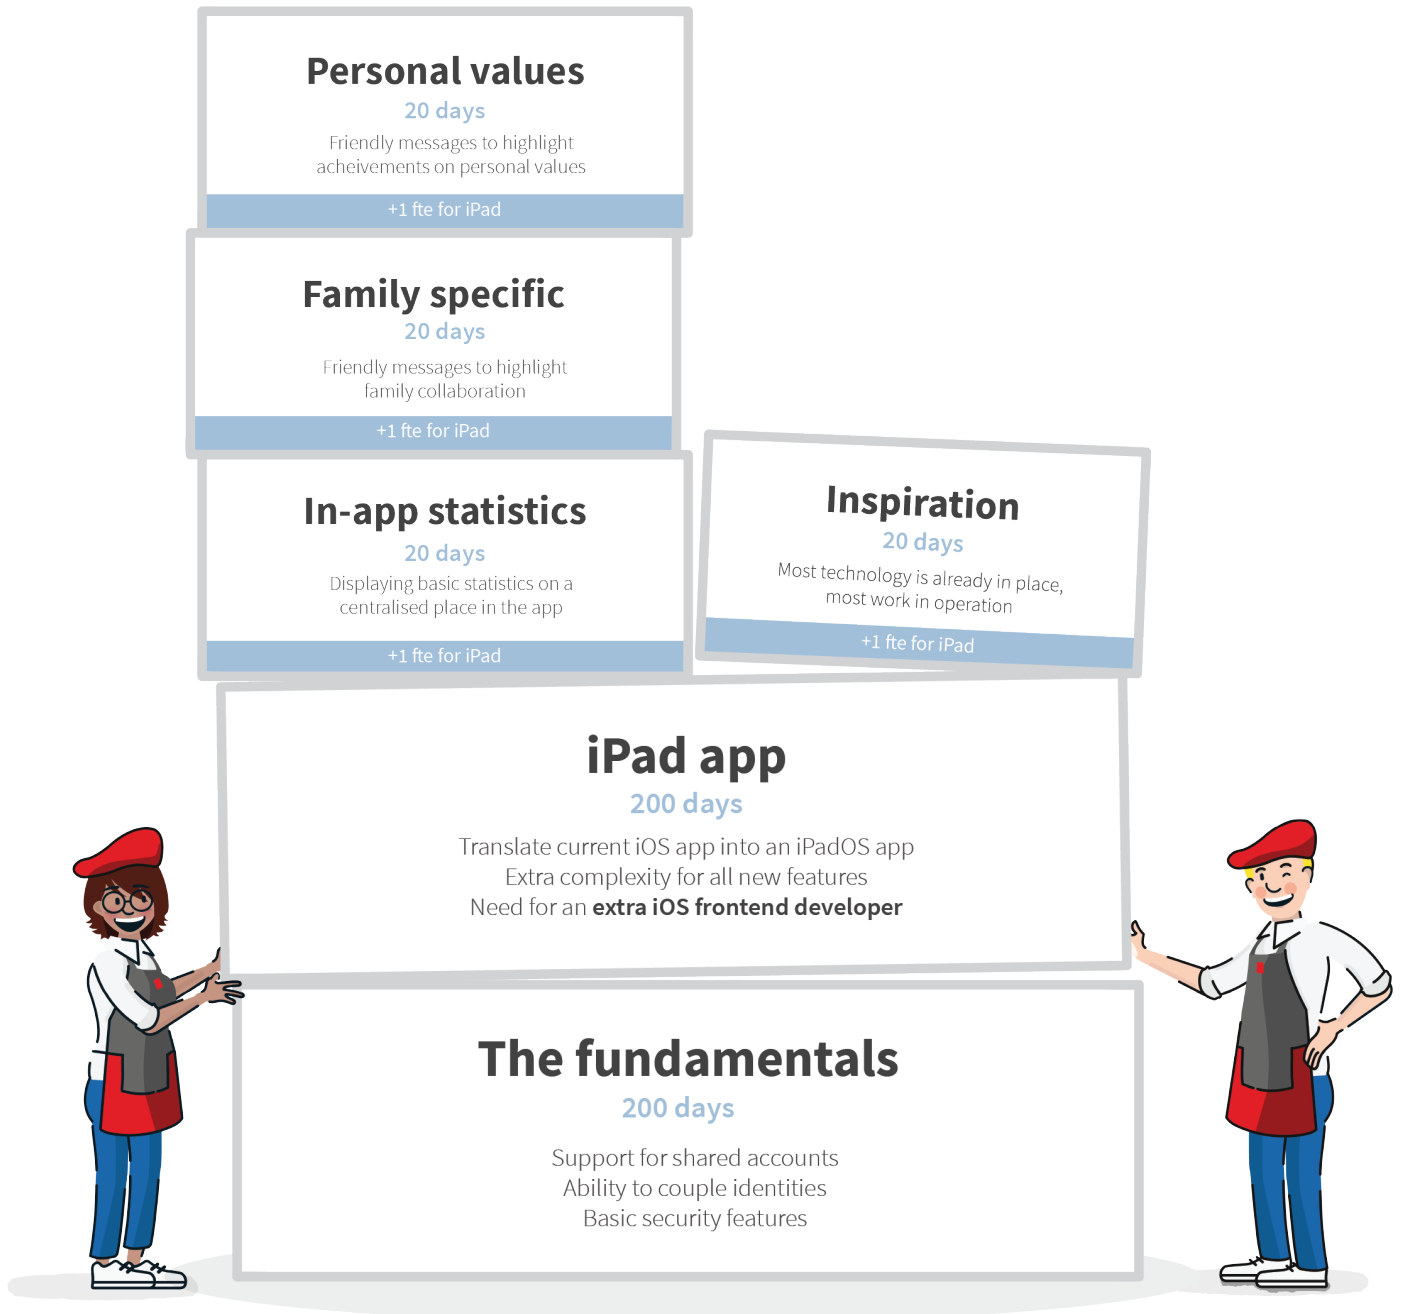 Personal values
20 days
Friendly messages to highlight
acheivements on personal values
+1 fte for iPad
Family specific
20 days
Friendly messages to highlight
family collaboration
+1 fte for iPad
In-app statistics
20 days
Displaying basic statistics on a
centralised place in the app
+1 fte for iPad
Inspiration
20 days
Most technology is already in place,
most work in operation
+1 fte for iPad
iPad app
200 days
Translate current iOS app into an iPadOS app
Extra complexity for all new features
Need for an extra iOS frontend developer
The fundamentals
200 days
Support for shared accounts
Ability to couple identities
Basic security features